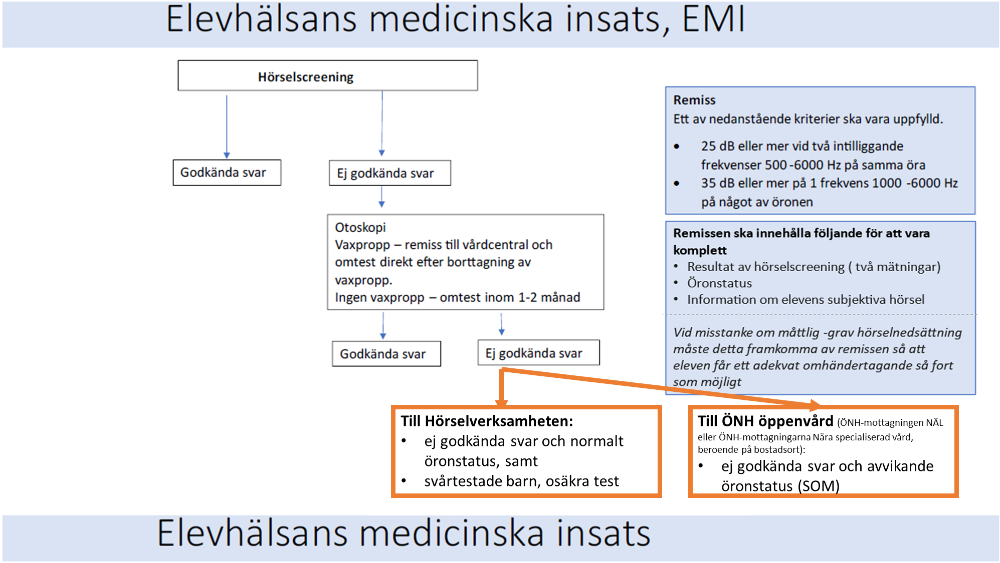 Elevhälsans medicinska insats, EMI
Hörselscreening
Godkända svar
Ej godkända svar
Otoskopi
Vaxpropp – remiss till vårdcentral och
omtest direkt efter borttagning av
vaxpropp.
Ingen vaxpropp – omtest inom 1-2 månad
Godkända svar
Ej godkända svar
Remiss
Ett av nedanstående kriterier ska vara uppfylld.
• 25 dB eller mer vid två intilliggande
frekvenser 500 -6000 Hz på samma öra
• 35 dB eller mer på 1 frekvens 1000 -6000 Hz
på något av öronen
Remissen ska innehålla följande för att vara
komplett
• Resultat av hörselscreening ( två mätningar)
• Öronstatus
• Information om elevens subjektiva hörsel
Vid misstanke om måttlig -grav hörselnedsättning
måste detta framkomma av remissen så att
eleven får ett adekvat omhändertagande så fort
som möjligt
Till Hörselverksamheten:
• ej godkända svar och normalt
öronstatus, samt
• svårtestade barn, osäkra test
Till ÖNH öppenvård (ÖNH-mottagningen NÄL
eller ÖNH-mottagningarna Nära specialiserad vård,
beroende på bostadsort):
• ej godkända svar och avvikande
öronstatus (SOM)
Elevhälsans medicinska insats